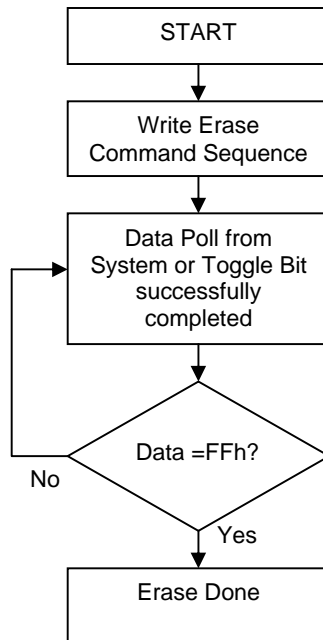 START
Write Erase
Command Sequence
Data Poll from
System or Toggle Bit
successfully
completed
Data =FFh?
No
Yes
Erase Done